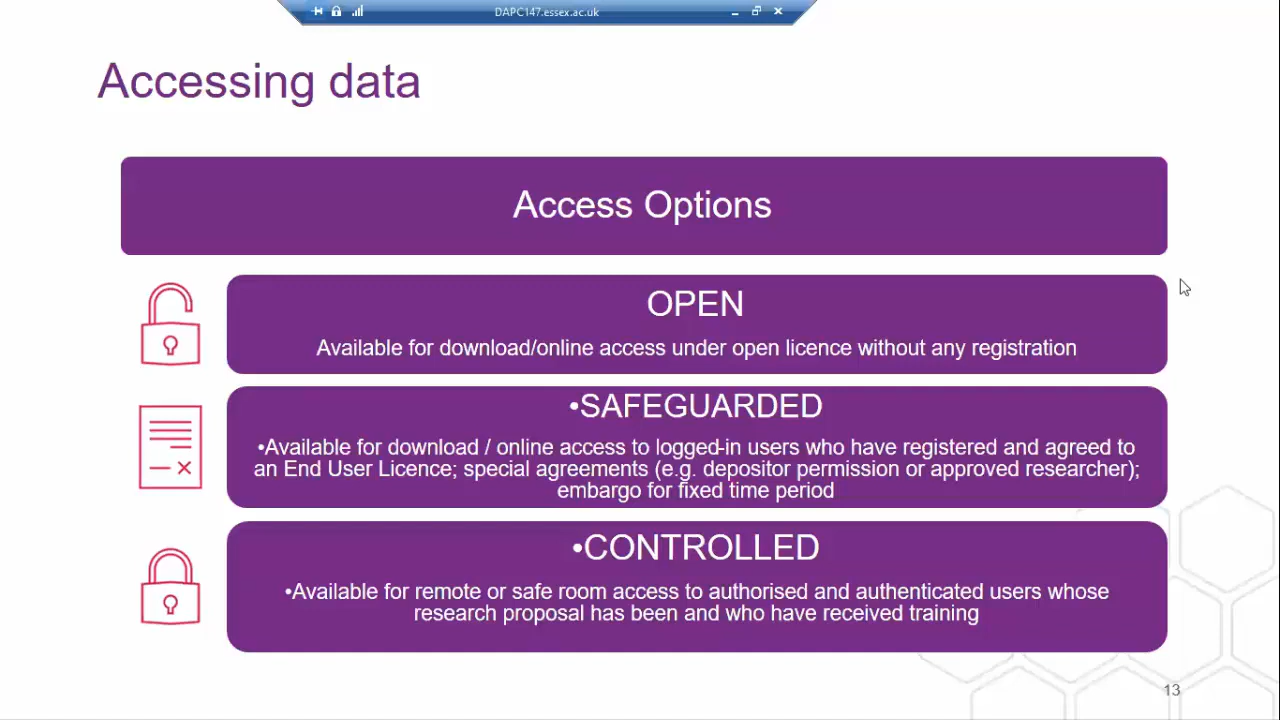 DAPC147.essex.ac.uk
Accessing data
Access Options
OPEN
Available for download/online access under open licence without any registration
•SAFEGUARDED
•Available for download / online access to logged-in users who have registered and agreed to
an End User Licence; special agreements (e.g. depositor permission or approved researcher);
embargo for fixed time period
•CONTROLLED
•Available for remote or safe room access to authorised and authenticated users whose
research proposal has been and who have received training
13